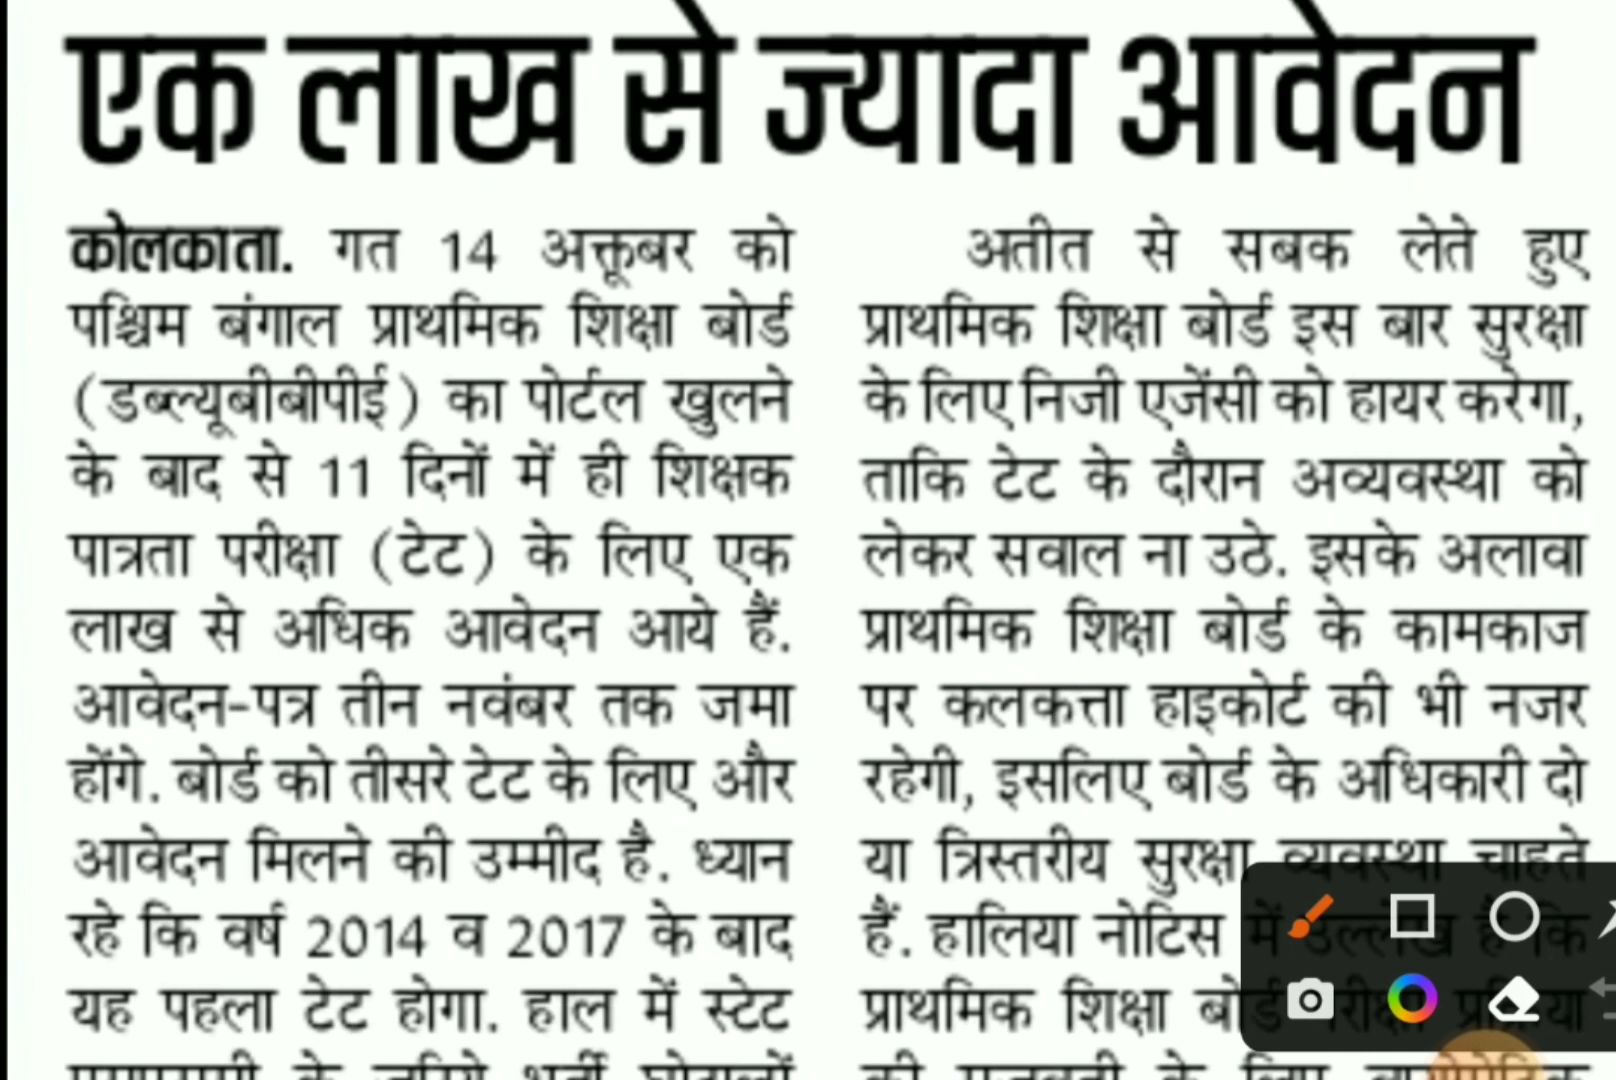 एक लाख से ज्यादा आवेदन
कोलकाता. गत 14 अक्तूबर को
पश्चिम बंगाल प्राथमिक शिक्षा बोर्ड
(डब्ल्यूबीबीपीई) का पोर्टल खुलने
के बाद से 11 दिनों में ही शिक्षक
पात्रता परीक्षा (टेट) के लिए एक
लाख से अधिक आवेदन आये हैं.
आवेदन-पत्र तीन नवंबर तक जमा
होंगे. बोर्ड को तीसरे टेट के लिए और
आवेदन मिलने की उम्मीद है. ध्यान
रहे कि वर्ष 2014 व 2017 के बाद
यह पहला टेट होगा. हाल में स्टेट
अतीत से सबक लेते हुए
प्राथमिक शिक्षा बोर्ड इस बार सुरक्षा
के लिए निजी एजेंसी को हायर करेगा,
ताकि टेट के दौरान अव्यवस्था को
लेकर सवाल ना उठे. इसके अलावा
प्राथमिक शिक्षा बोर्ड के कामकाज
पर कलकत्ता हाइकोर्ट की भी नजर
रहेगी, इसलिए बोर्ड के अधिकारी दो
या त्रिस्तरीय सुरक्षा व्यवस्था चाहते
हैं. हालिया नोटिस में उल्लेख है कि
प्राथमिक शिक्षा बोर्ड